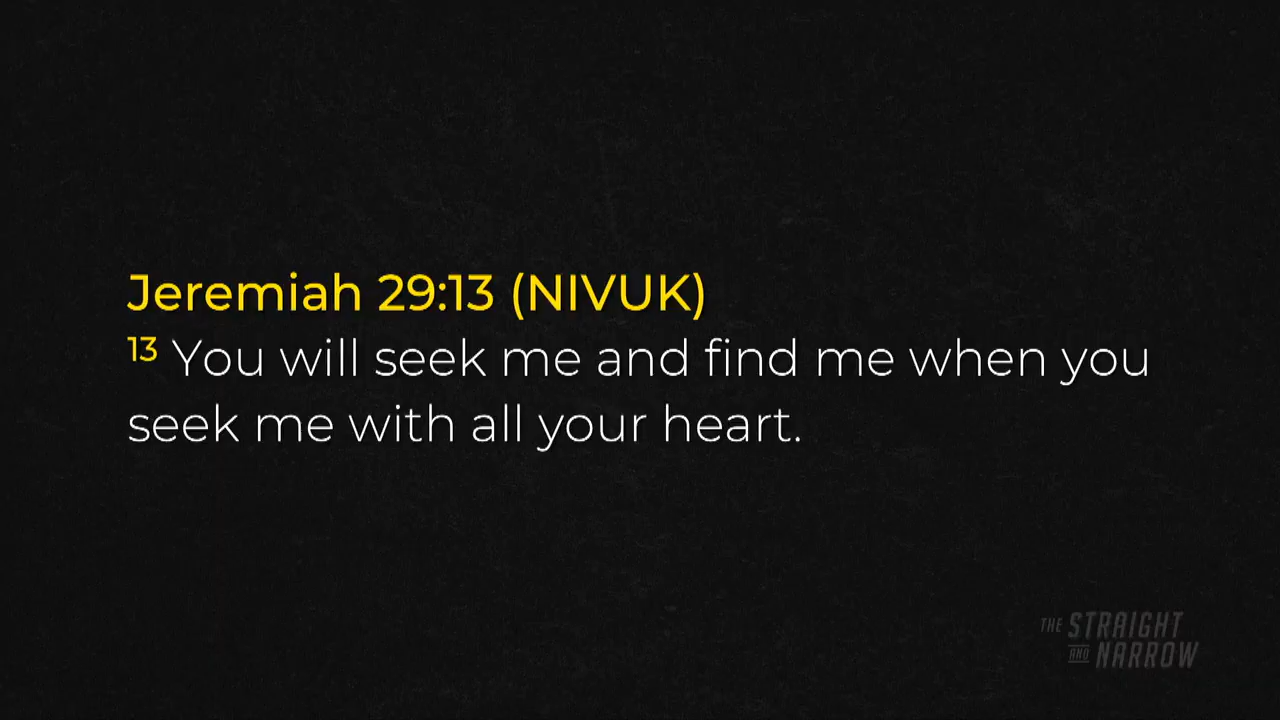 Jeremiah 29:13 (NIVUK)
13 You will seek me and find me when you
seek me with all your heart.
THE STRAIGHT
AND NARROW